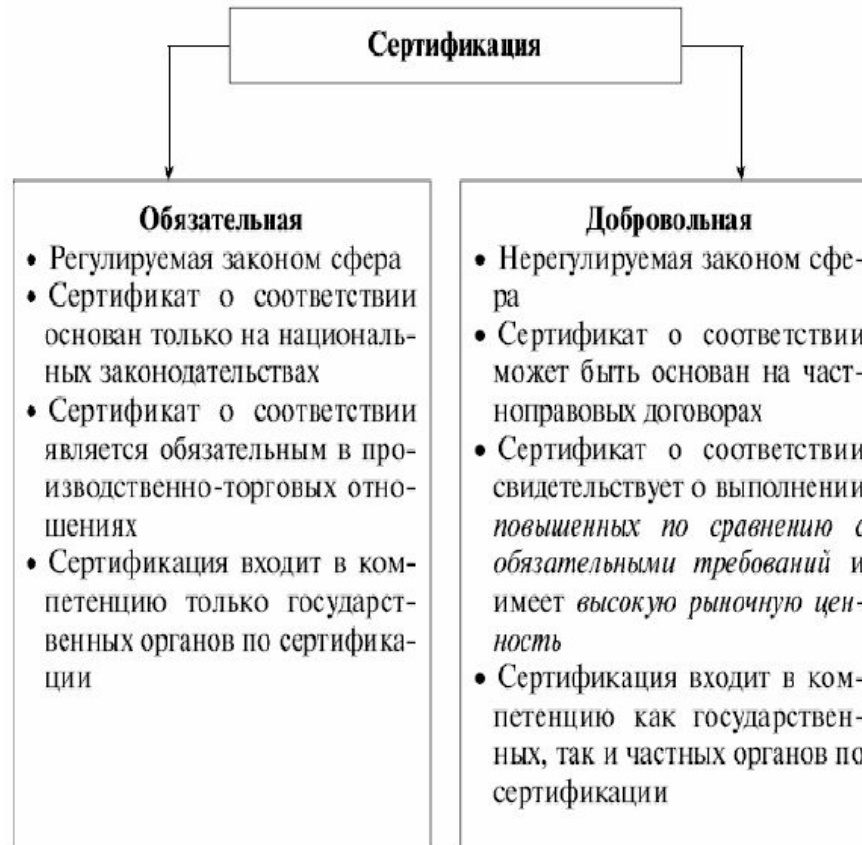 Сертификация
Обязательная
• Регулируемая законом сфера
• Сертификат о соответствии
основан только на националь-
ных законодательствах
• Сертификат о соответствии
является обязательным в про-
изводственно-торговых отно-
шениях
• Сертификация входит в ком-
петенцию только государст-
венных органов по сертифика-
ции
Добровольная
• Нерегулируемая законом сфе-
ра
• Сертификат о соответствии
может быть основан на част-
ноправовых договорах
• Сертификат о соответствии
свидетельствует о выполнении
повышенных по сравнению с
обязательными требований и
имеет высокую рыночную цен-
ность
• Сертификация входит в ком-
петенцию как государствен-
ных, так и частных органов по
сертификации